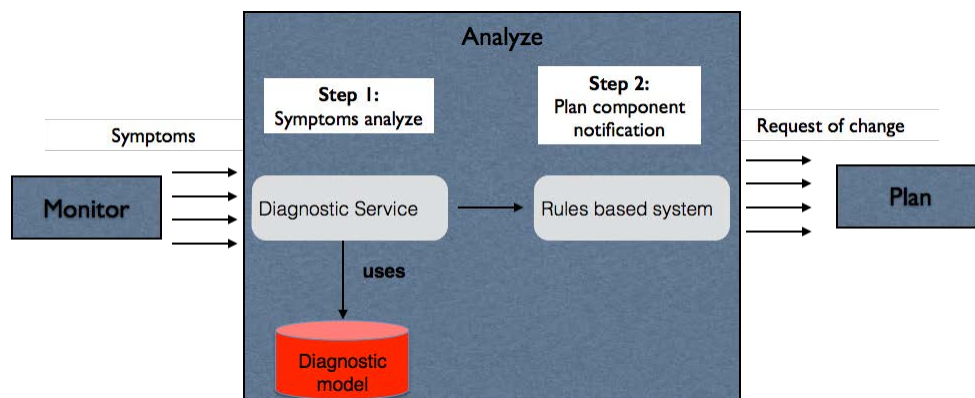 Analyze
Step 1:
Symptoms analyze
Step 2:
Plan component
notification
Symptoms
Request of change
Monitor
Diagnostic Service
Rules based system
Plan
uses
Diagnostic
model